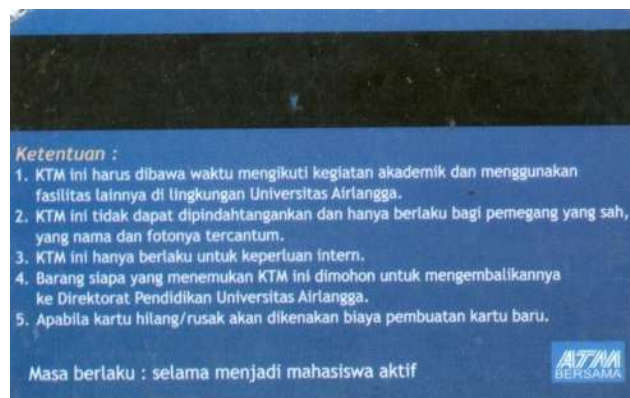 Ketentuan :
1. KTM ini harus dibawa waktu mengikuti kegiatan akademik dan menggunakan
fasilitas lainnya di lingkungan Universitas Airlangga.
2. KTM ini tidak dapat dipindahtangankan dan hanya berlaku bagi pemegang yang sah,
yang nama dan fotonya tercantum.
3. KTM ini hanya berlaku untuk keperluan intern.
4. Barang siapa yang menemukan KTM ini dimohon untuk mengembalikannya
ke Direktorat Pendidikan Universitas Airlangga.
5. Apabila kartu hilang/rusak akan dikenakan biaya pembuatan kartu baru.
Masa berlaku : selama menjadi mahasiswa aktif
ATM
BERSAMA